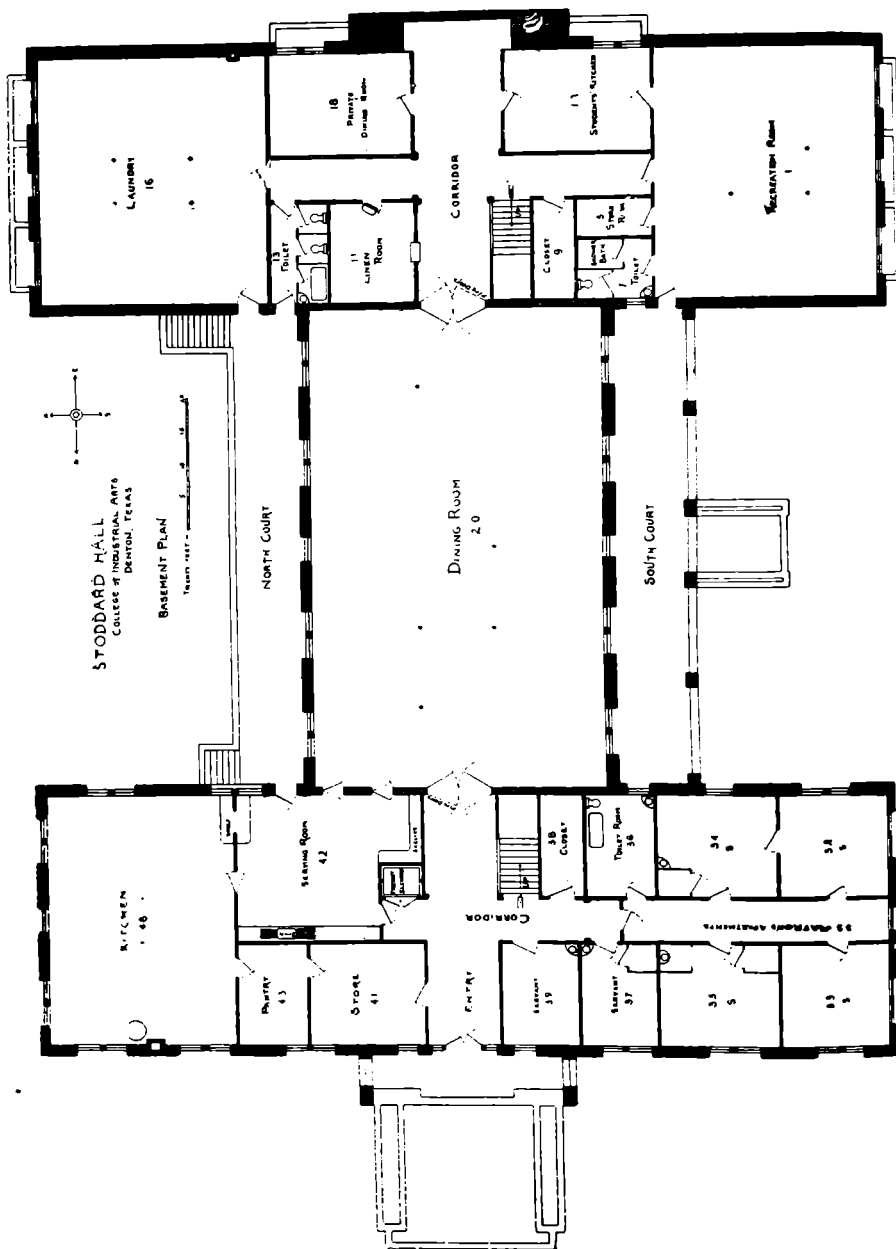 STODDARD HALL
COLLEGE OF INDUSTRIAL ARTS
DENTON, TEXAS
BASEMENT PLAN
LAUNDRY
16
18
PRIVATE
DINING ROOM
STUDENTS' KITCHEN
RECREATION ROOM
1
CORRIDOR
UP
13
TOILET
11
LINEN
ROOM
CLOSET
9
5
STORE
ROOM
SHOWER
BATH
TOILET
NORTH COURT
DINING ROOM
20
SOUTH COURT
KITCHEN
SERVING ROOM
42
38
CLOSET
TOILET ROOM
36
34
S
S
UP
CORRIDOR
PANTRY
43
STORE
41
ENTRY
SERVANT
39
SERVANT
37
35
S
S